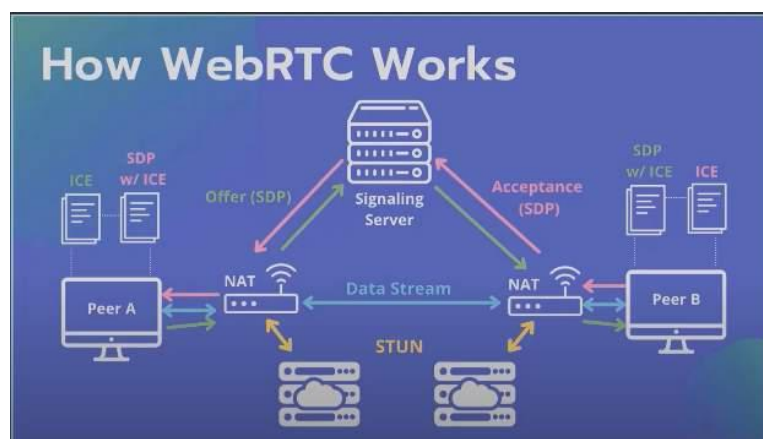 How WebRTC Works
ICE
SDP
w/ ICE
Offer (SDP)
Signaling
Server
Acceptance
(SDP)
SDP
w/ ICE
ICE
Peer A
NAT
Data Stream
NAT
Peer B
STUN